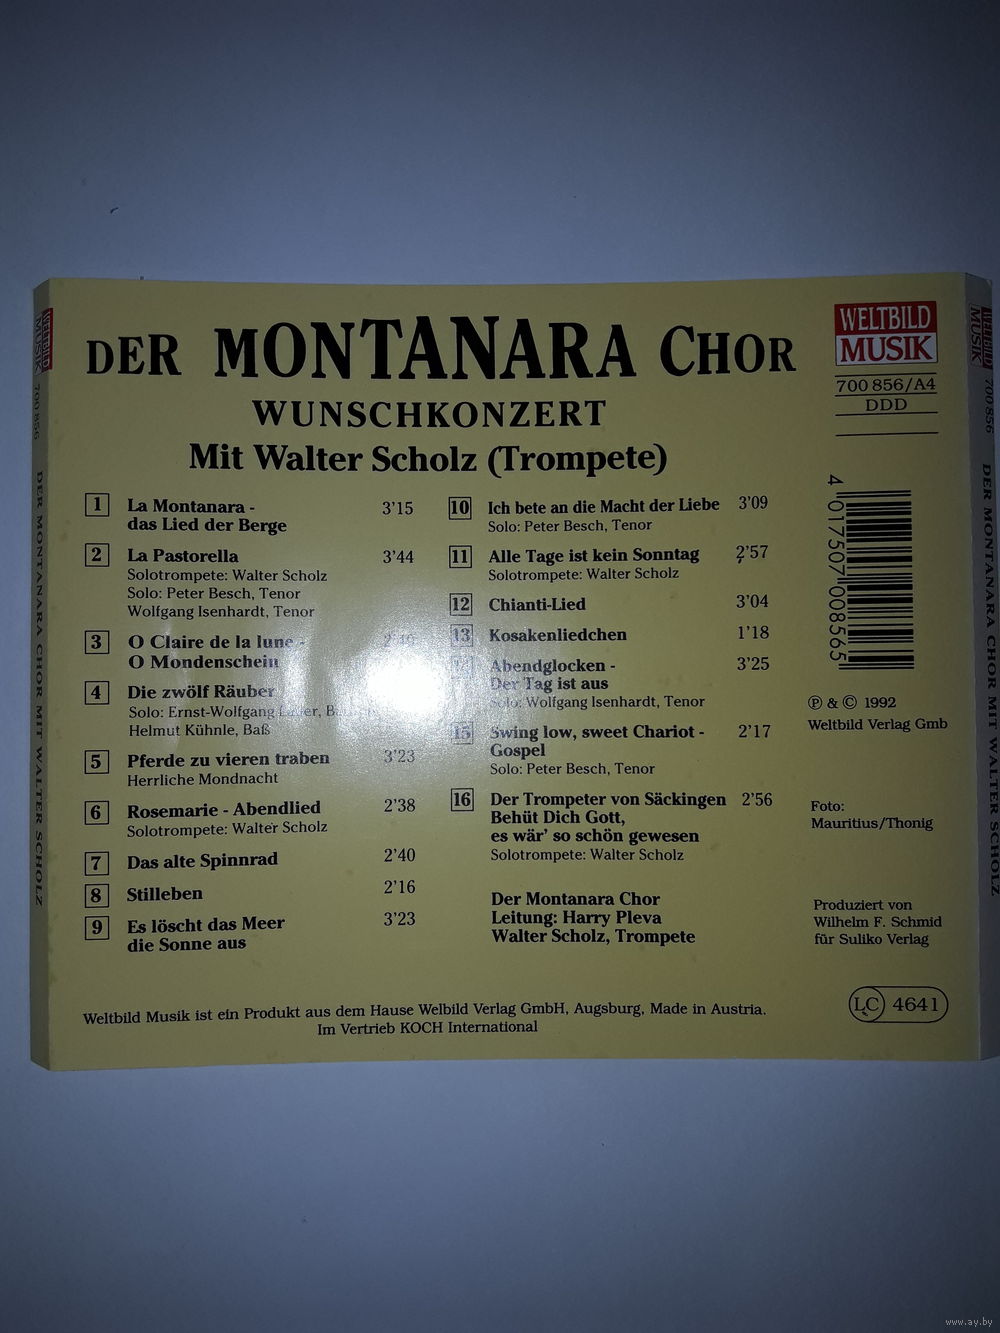 DER MONTANARA CHOR
WUNSCHKONZERT
Mit Walter Scholz (Trompete)
1 La Montanara - 3'15
das Lied der Berge
2 La Pastorella 3'44
Solotrompete: Walter Scholz
Solo: Peter Besch, Tenor
Wolfgang Isenhardt, Tenor
3 O Claire de la lune -
O Mondenschein
4 Die zwölf Räuber
Solo: Ernst-Wolfgang
Helmut Kühnle, Baß
5 Pferde zu vieren traben 3'23
Herrliche Mondnacht
6 Rosemarie - Abendlied 2'38
Solotrompete: Walter Scholz
7 Das alte Spinnrad 2'40
8 Stilleben 2'16
9 Es löscht das Meer 3'23
die Sonne aus
10 Ich bete an die Macht der Liebe 3'09
Solo: Peter Besch, Tenor
11 Alle Tage ist kein Sonntag 2'57
Solotrompete: Walter Scholz
12 Chianti-Lied 3'04
13 Kosakenliedchen 1'18
Abendglocken - 3'25
Der Tag ist aus
Solo: Wolfgang Isenhardt, Tenor
15 Swing low, sweet Chariot - 2'17
Gospel
Solo: Peter Besch, Tenor
16 Der Trompeter von Säckingen 2'56
Behüt Dich Gott,
es wär' so schön gewesen
Solotrompete: Walter Scholz
Der Montanara Chor
Leitung: Harry Pleva
Walter Scholz, Trompete
WELTBILD
MUSIK
700 856/A4
DDD
4 017507 008565
℗ & © 1992
Weltbild Verlag Gmb
Foto:
Mauritius/Thonig
Produziert von
Wilhelm F. Schmid
für Suliko Verlag
LC 4641
Weltbild Musik ist ein Produkt aus dem Hause Welbild Verlag GmbH, Augsburg, Made in Austria.
Im Vertrieb KOCH International
WELTBILD
MUSIK
700 856
DER MONTANARA CHOR MIT WALTER SCHOLZ
WELTBILD
MUSIK
700 856
DER MONTANARA CHOR MIT WALTER SCHOLZ
www.ay.by